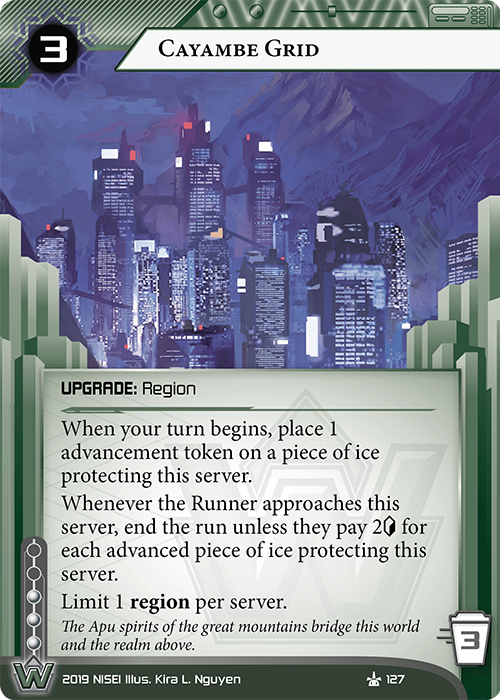 3
CAYAMBE GRID
UPGRADE: Region
When your turn begins, place 1
advancement token on a piece of ice
protecting this server.
Whenever the Runner approaches this
server, end the run unless they pay 2 for
each advanced piece of ice protecting this
server.
Limit 1 region per server.
The Apu spirits of the great mountains bridge this world
and the realm above.
3
W
2019 NISEI Illus. Kira L. Nguyen
127